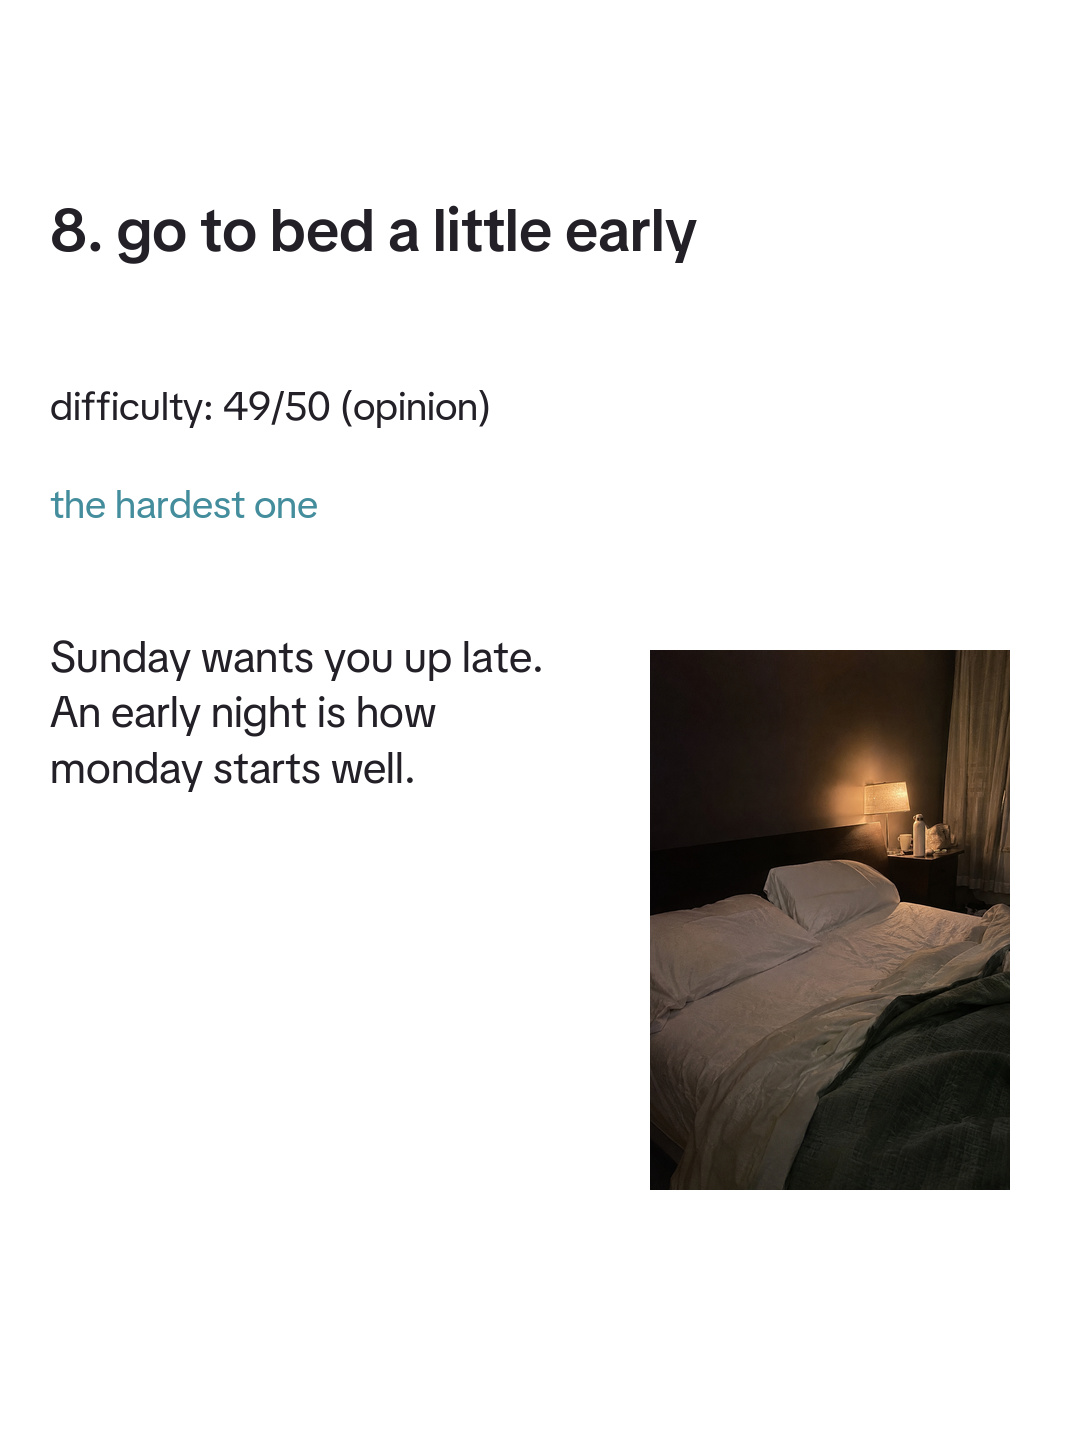 8. go to bed a little early
difficulty: 49/50 (opinion)
the hardest one
Sunday wants you up late.
An early night is how
monday starts well.